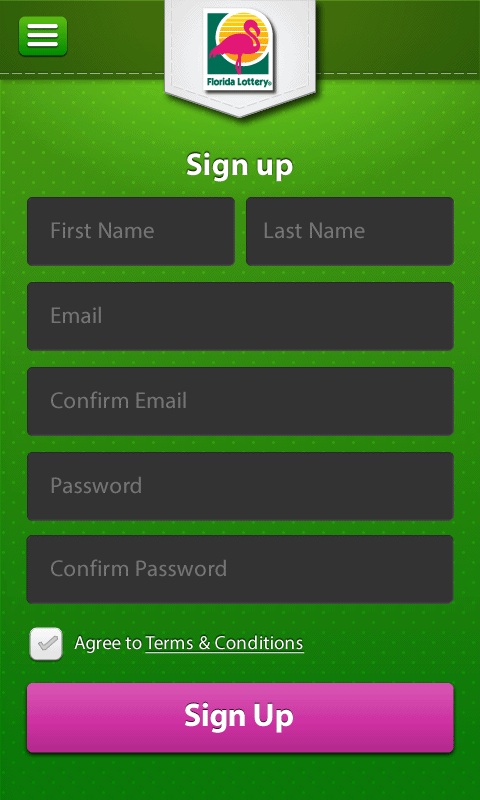 Florida Lottery®
Sign up
First Name
Last Name
Email
Confirm Email
Password
Confirm Password
Agree to Terms & Conditions
Sign Up